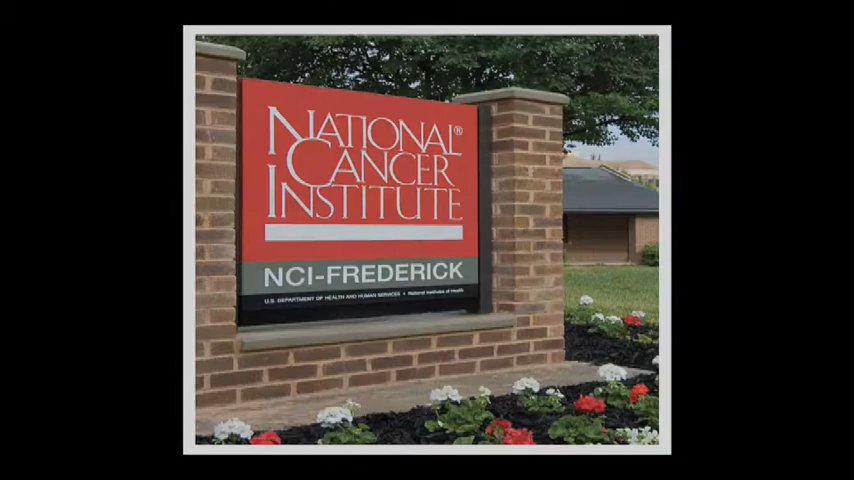 NATIONAL®
CANCER
INSTITUTE
NCI-FREDERICK
U.S. DEPARTMENT OF HEALTH AND HUMAN SERVICES • National Institutes of Health